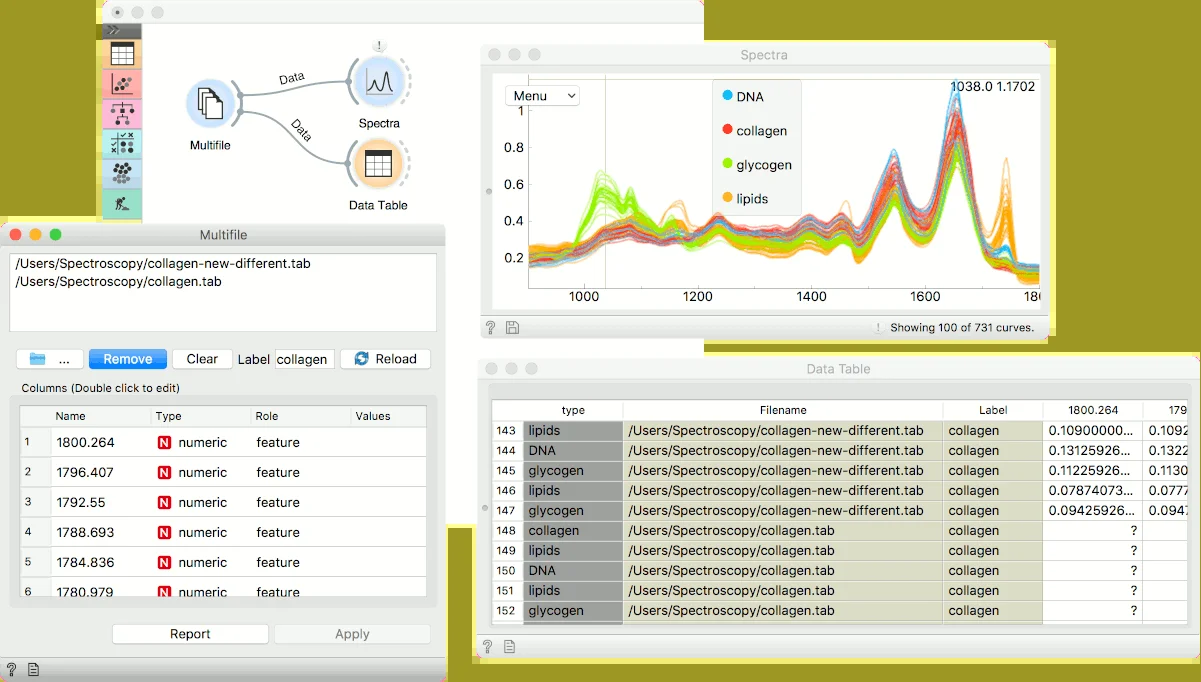 !
Data
Data
Multifile
Spectra
Data Table
Spectra
Menu
DNA
collagen
glycogen
lipids
1038.0 1.1702
1
0.8
0.6
0.4
0.2
1000
1200
1400
1600
180
? ! Showing 100 of 731 curves.
Multifile
/Users/Spectroscopy/collagen-new-different.tab
/Users/Spectroscopy/collagen.tab
... Remove Clear Label collagen Reload
Columns (Double click to edit)
Name Type Role Values
1 1800.264 N numeric feature
2 1796.407 N numeric feature
3 1792.55 N numeric feature
4 1788.693 N numeric feature
5 1784.836 N numeric feature
6 1780.979 N numeric feature
Report Apply
?
Data Table
type Filename Label 1800.264 179
143 lipids /Users/Spectroscopy/collagen-new-different.tab collagen 0.10900000... 0.1092
144 DNA /Users/Spectroscopy/collagen-new-different.tab collagen 0.13125926... 0.1322
145 glycogen /Users/Spectroscopy/collagen-new-different.tab collagen 0.11225926... 0.1130
146 lipids /Users/Spectroscopy/collagen-new-different.tab collagen 0.07874073... 0.0777
147 glycogen /Users/Spectroscopy/collagen-new-different.tab collagen 0.09425926... 0.0947
148 collagen /Users/Spectroscopy/collagen.tab collagen ?
149 lipids /Users/Spectroscopy/collagen.tab collagen ?
150 DNA /Users/Spectroscopy/collagen.tab collagen ?
151 lipids /Users/Spectroscopy/collagen.tab collagen ?
152 glycogen /Users/Spectroscopy/collagen.tab collagen ?
?